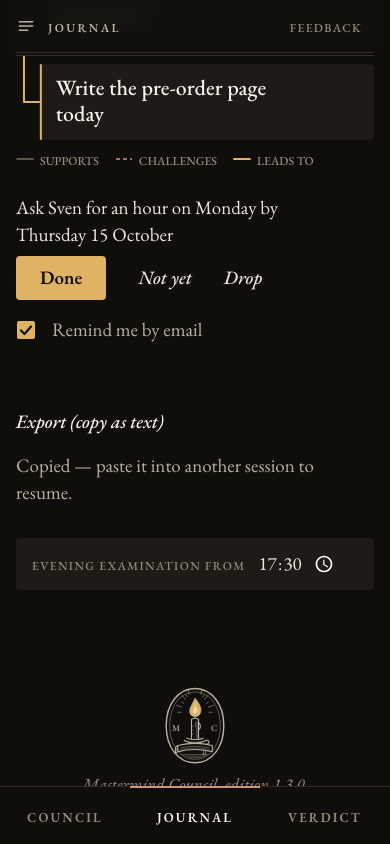 JOURNAL
FEEDBACK
Write the pre-order page
today
SUPPORTS
CHALLENGES
LEADS TO
Ask Sven for an hour on Monday by
Thursday 15 October
Done
Not yet
Drop
Remind me by email
Export (copy as text)
Copied — paste it into another session to
resume.
EVENING EXAMINATION FROM 17:30
M C
Mastermind Council, edition 1.3.0
COUNCIL
JOURNAL
VERDICT